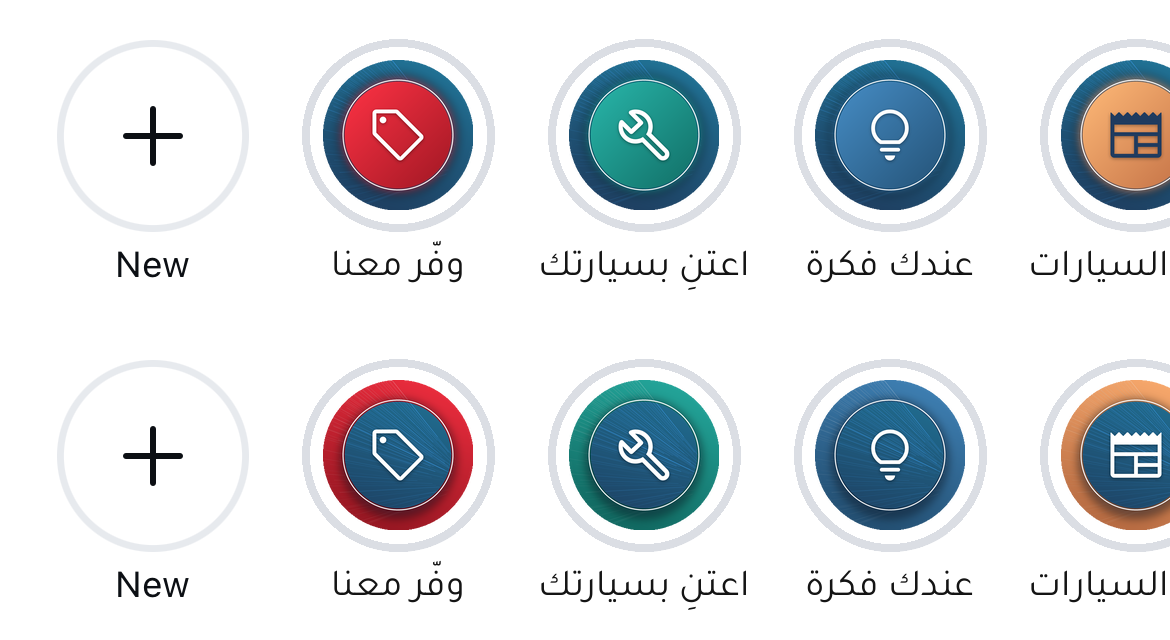 New
وفّر معنا
اعتنِ بسيارتك
عندك فكرة
السيارات
New
وفّر معنا
اعتنِ بسيارتك
عندك فكرة
السيارات